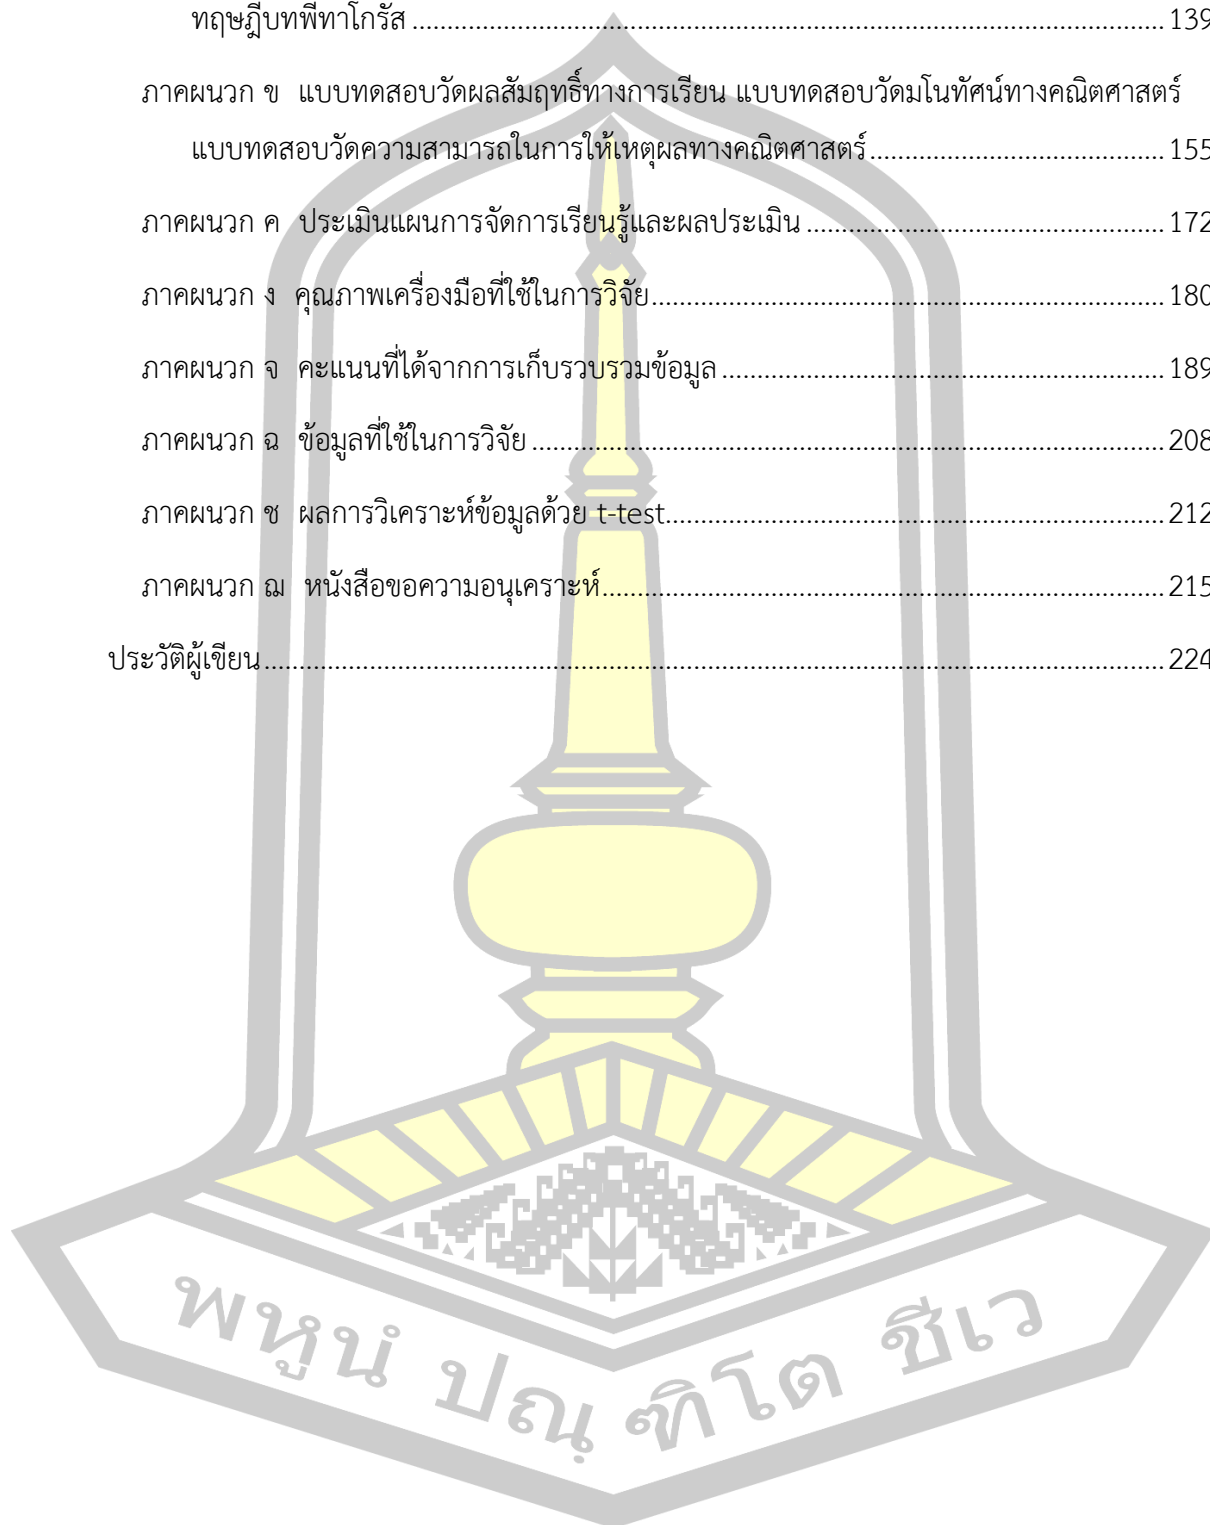 ทฤษฎีบทพีทาโกรัส ........................................ 139
ภาคผนวก ข แบบทดสอบวัดผลสัมฤทธิ์ทางการเรียน แบบทดสอบวัดมโนทัศน์ทางคณิตศาสตร์
แบบทดสอบวัดความสามารถในการให้เหตุผลทางคณิตศาสตร์ ........................................ 155
ภาคผนวก ค ประเมินแผนการจัดการเรียนรู้และผลประเมิน ........................................ 172
ภาคผนวก ง คุณภาพเครื่องมือที่ใช้ในการวิจัย ........................................ 180
ภาคผนวก จ คะแนนที่ได้จากการเก็บรวบรวมข้อมูล ........................................ 189
ภาคผนวก ฉ ข้อมูลที่ใช้ในการวิจัย ........................................ 208
ภาคผนวก ช ผลการวิเคราะห์ข้อมูลด้วย t-test ........................................ 212
ภาคผนวก ฌ หนังสือขอความอนุเคราะห์ ........................................ 215
ประวัติผู้เขียน ........................................ 224
พหูนํ ปณฺฑิโต ชีเว